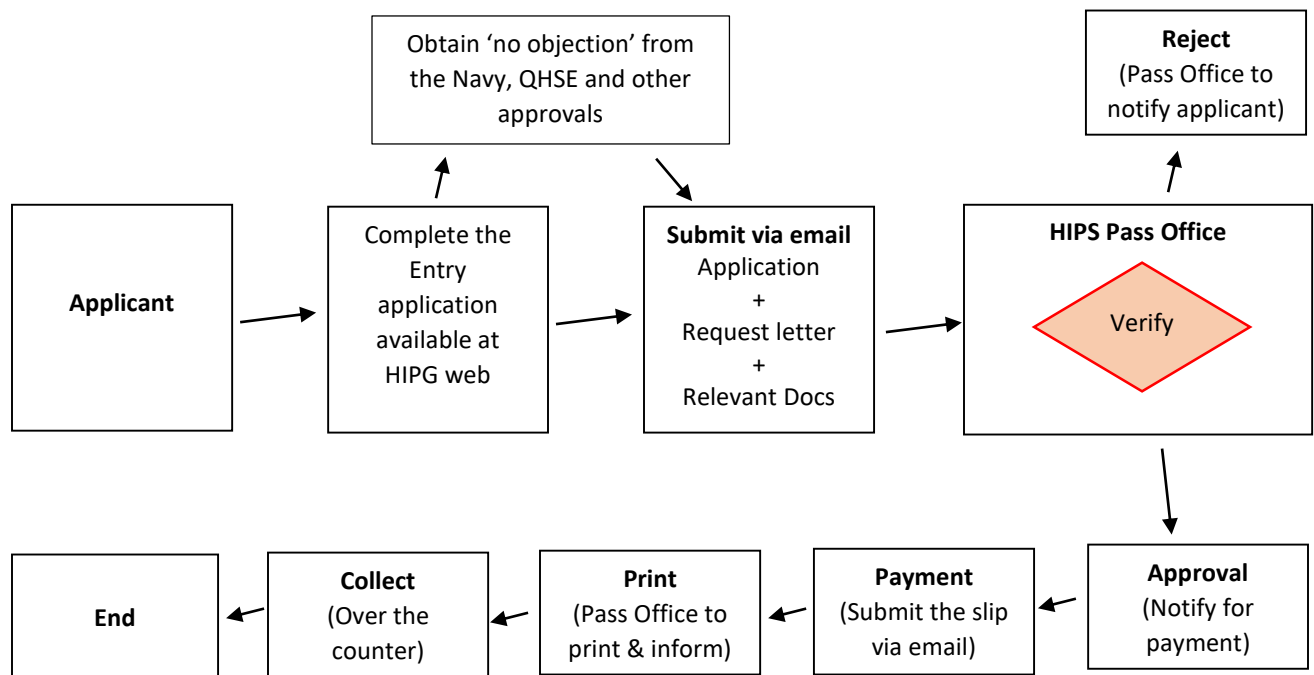 Obtain ‘no objection’ from
the Navy, QHSE and other
approvals
Reject
(Pass Office to
notify applicant)
Applicant
Complete the
Entry
application
available at
HIPG web
Submit via email
Application
+
Request letter
+
Relevant Docs
HIPS Pass Office
Verify
End
Collect
(Over the
counter)
Print
(Pass Office to
print & inform)
Payment
(Submit the slip
via email)
Approval
(Notify for
payment)